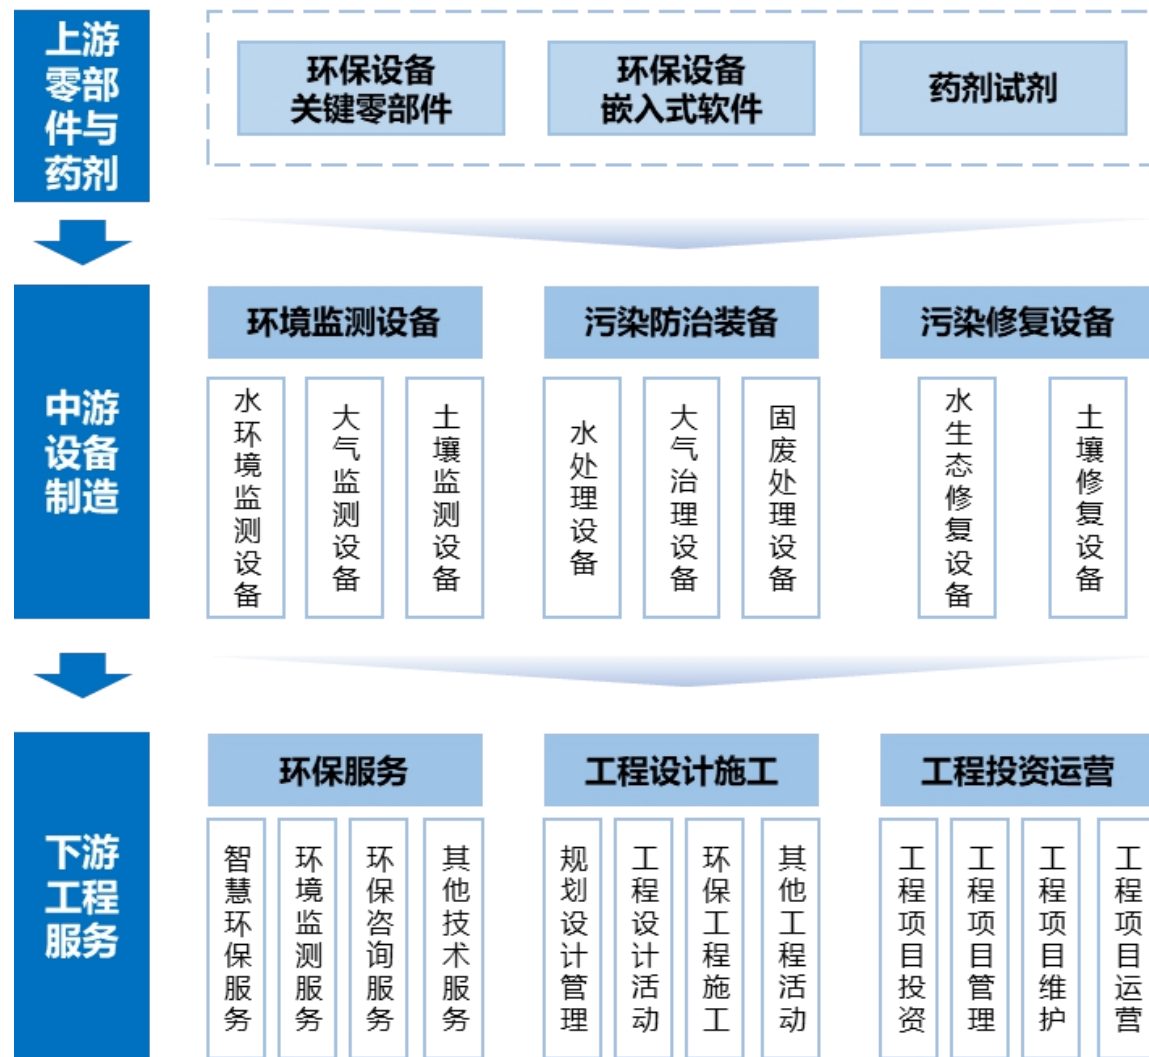 上游
零部
件与
药剂
环保设备
关键零部件
环保设备
嵌入式软件
药剂试剂
中游
设备
制造
环境监测设备
污染防治装备
污染修复设备
水环境监测设备
大气监测设备
土壤监测设备
水处理设备
大气治理设备
固废处理设备
水生态修复设备
土壤修复设备
下游
工程
服务
环保服务
工程设计施工
工程投资运营
智慧环保服务
环境监测服务
环保咨询服务
其他技术服务
规划设计管理
工程设计活动
环保工程施工
其他工程活动
工程项目投资
工程项目管理
工程项目维护
工程项目运营